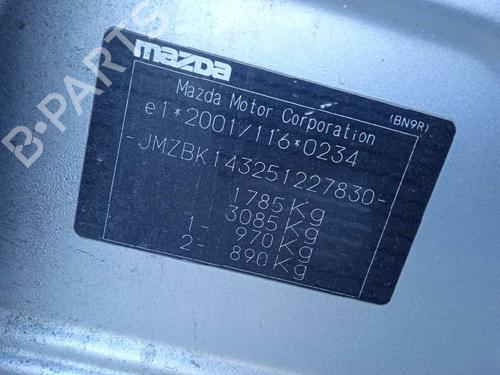 B-PARTS
mazda
Mazda Motor Corporation (BN9R)
e1*2001/116*0234
-JMZBK143251227830-
1785Kg
3085Kg
1- 970Kg
2- 890Kg